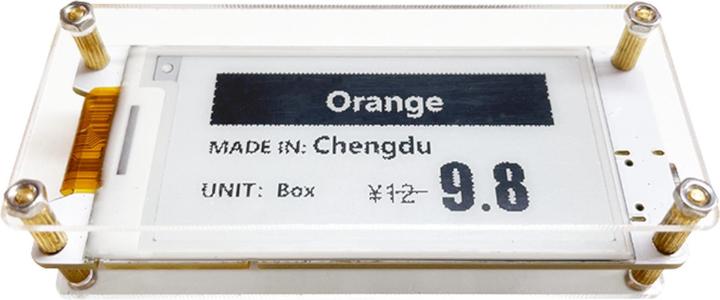 Orange
MADE IN: Chengdu
UNIT: Box ¥12 9.8